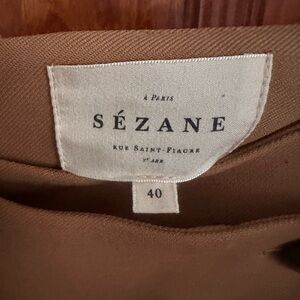 à Paris
SÉZANE
Rue Saint-Fiacre
2e Arr
40